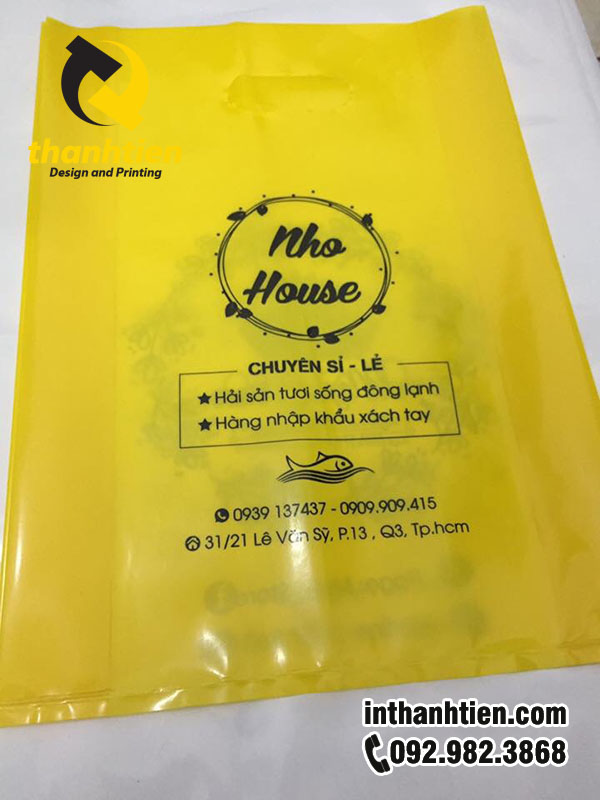 thanhtien
Design and Printing
Nho
House
CHUYÊN SỈ - LẺ
★ Hải sản tươi sống đông lạnh
★ Hàng nhập khẩu xách tay
0939 137437 - 0909.909.415
31/21 Lê Văn Sỹ, P.13 , Q3, Tp.hcm
inthanhtien.com
092.982.3868